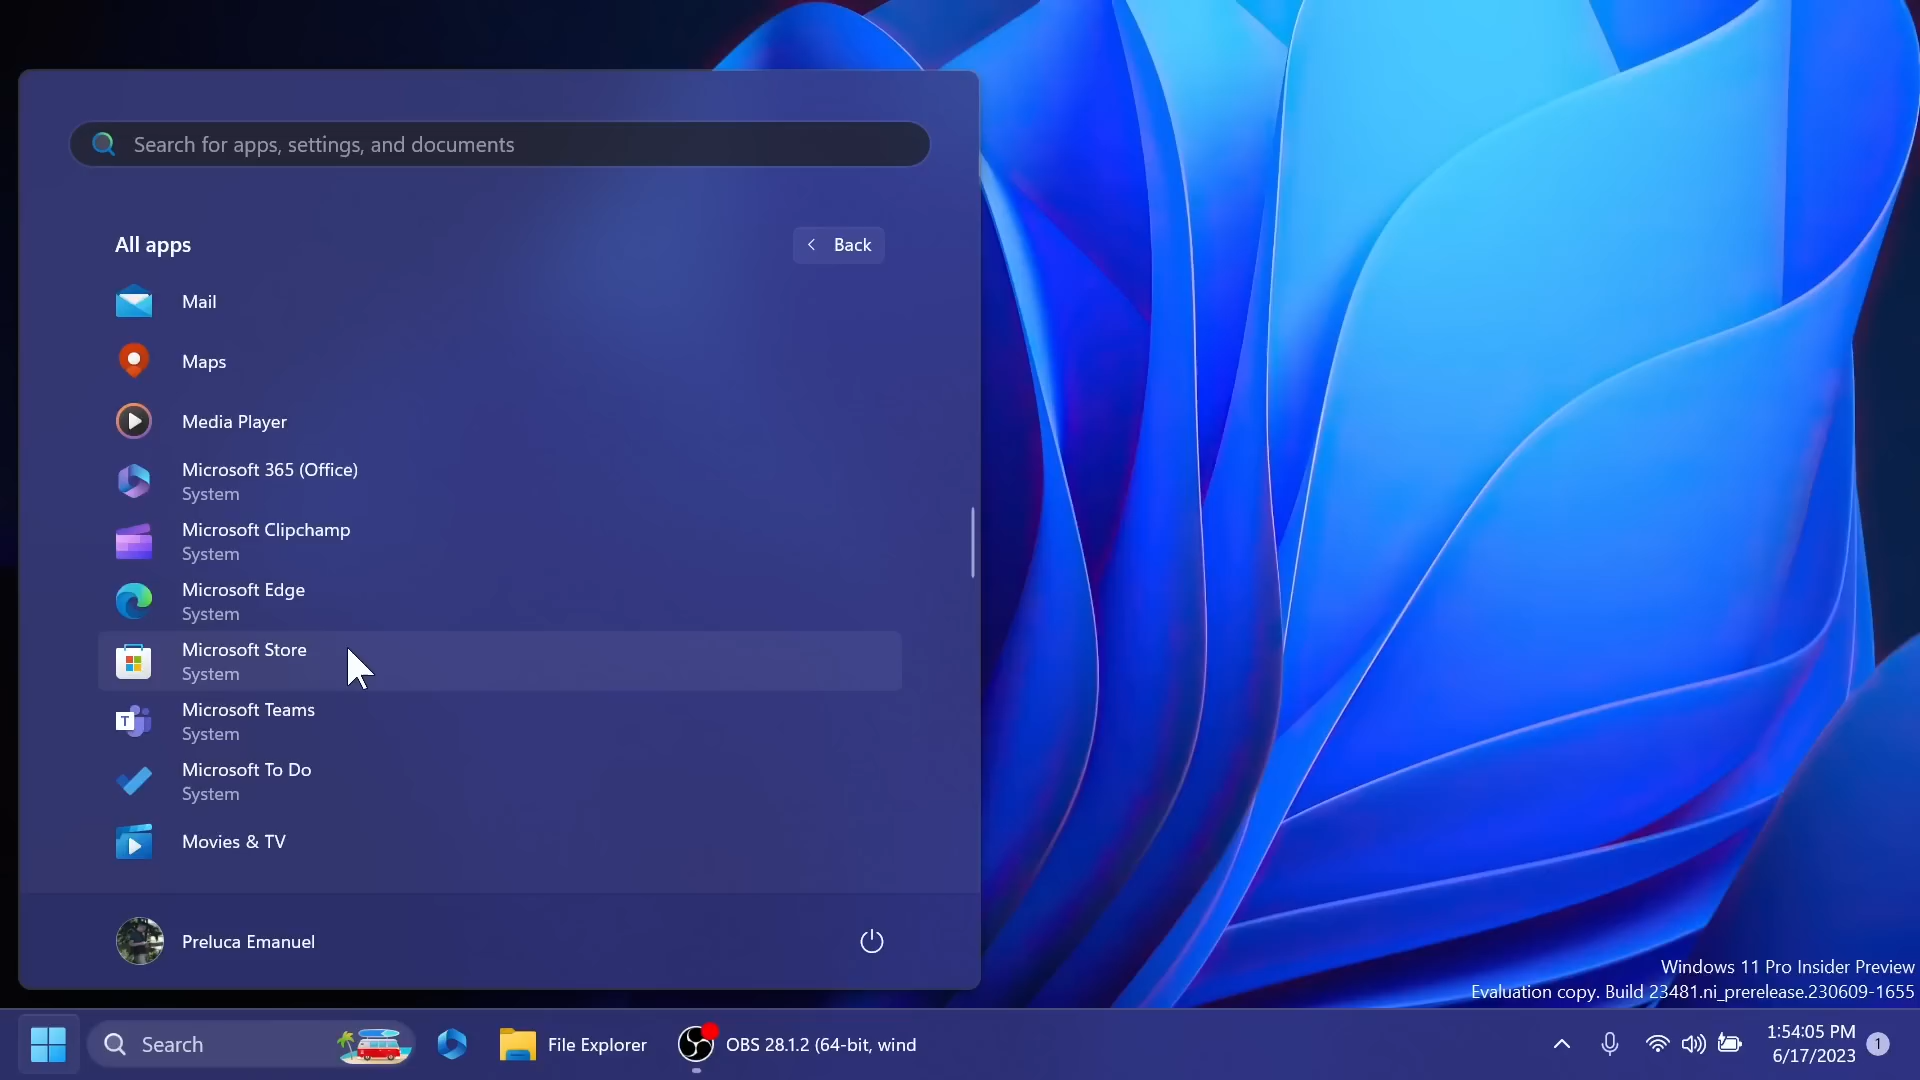 Search for apps, settings, and documents
All apps
Back
Mail
Maps
Media Player
Microsoft 365 (Office)
System
Microsoft Clipchamp
System
Microsoft Edge
System
Microsoft Store
System
T
Microsoft Teams
System
Microsoft To Do
System
Movies & TV
Preluca Emanuel
Windows 11 Pro Insider Preview
Evaluation copy. Build 23481.ni_prerelease.230609-1655
Search
File Explorer
OBS 28.1.2 (64-bit, wind
1:54:05 PM
6/17/2023
1